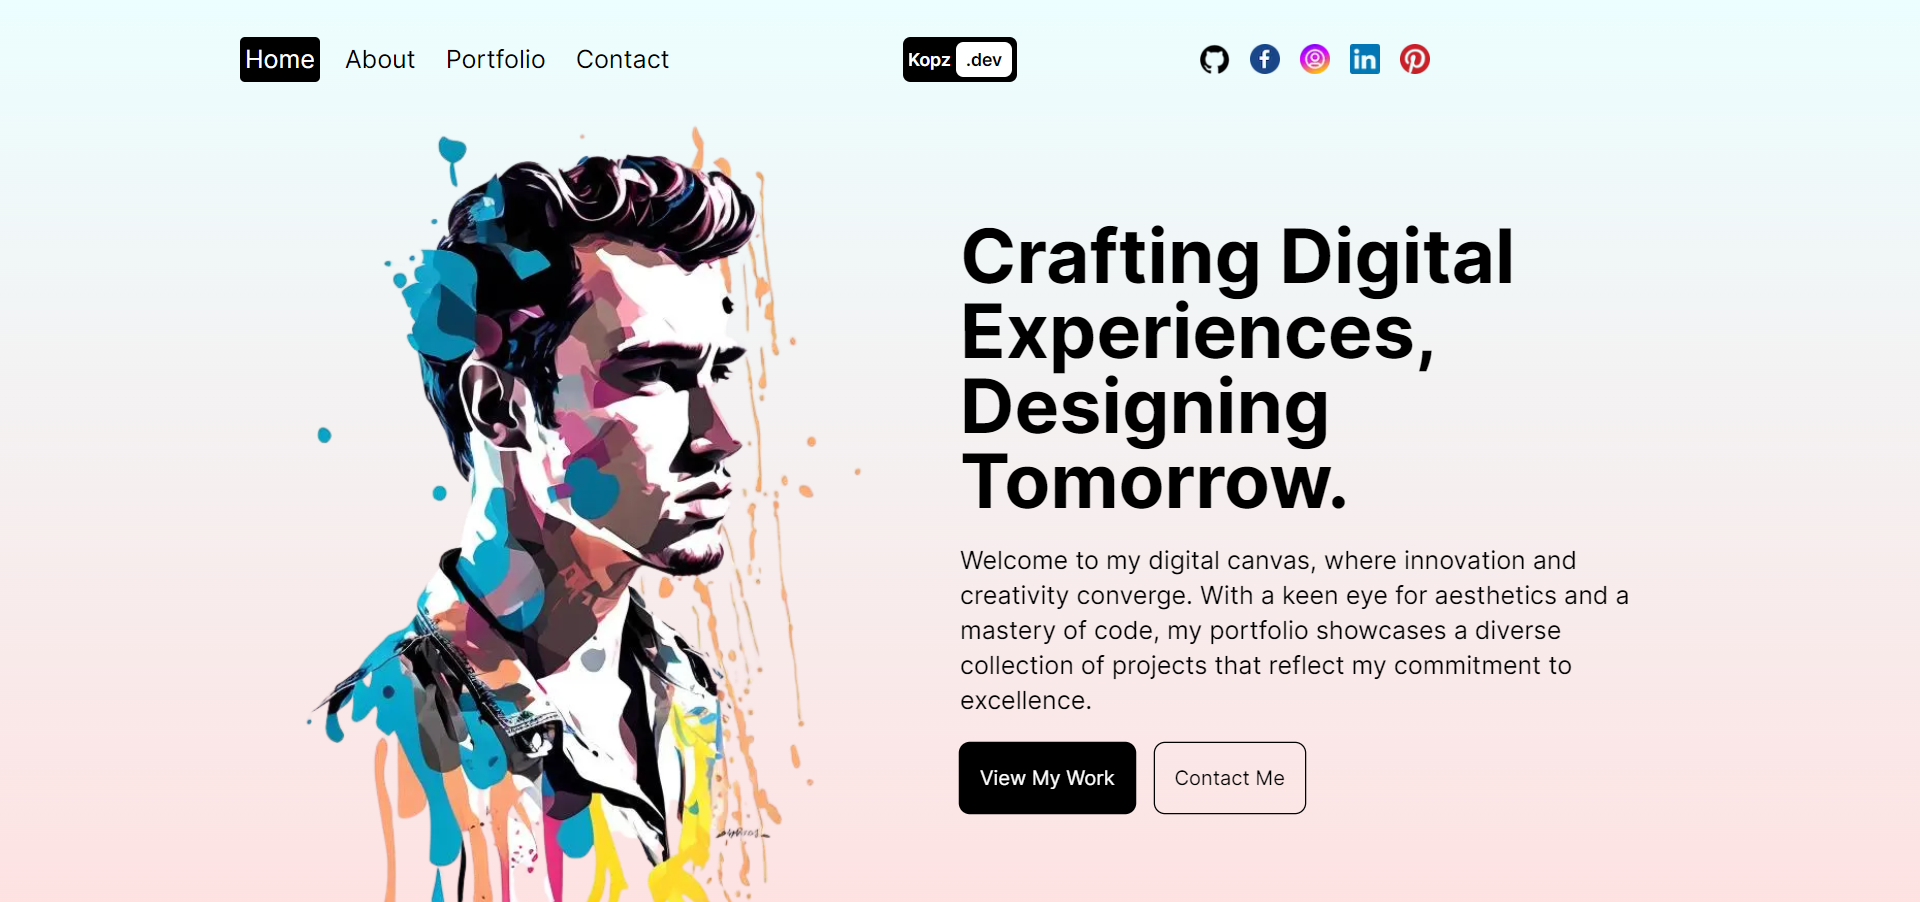 Home About Portfolio Contact Kopz .dev
Crafting Digital
Experiences,
Designing
Tomorrow.
Welcome to my digital canvas, where innovation and
creativity converge. With a keen eye for aesthetics and a
mastery of code, my portfolio showcases a diverse
collection of projects that reflect my commitment to
excellence.
View My Work Contact Me